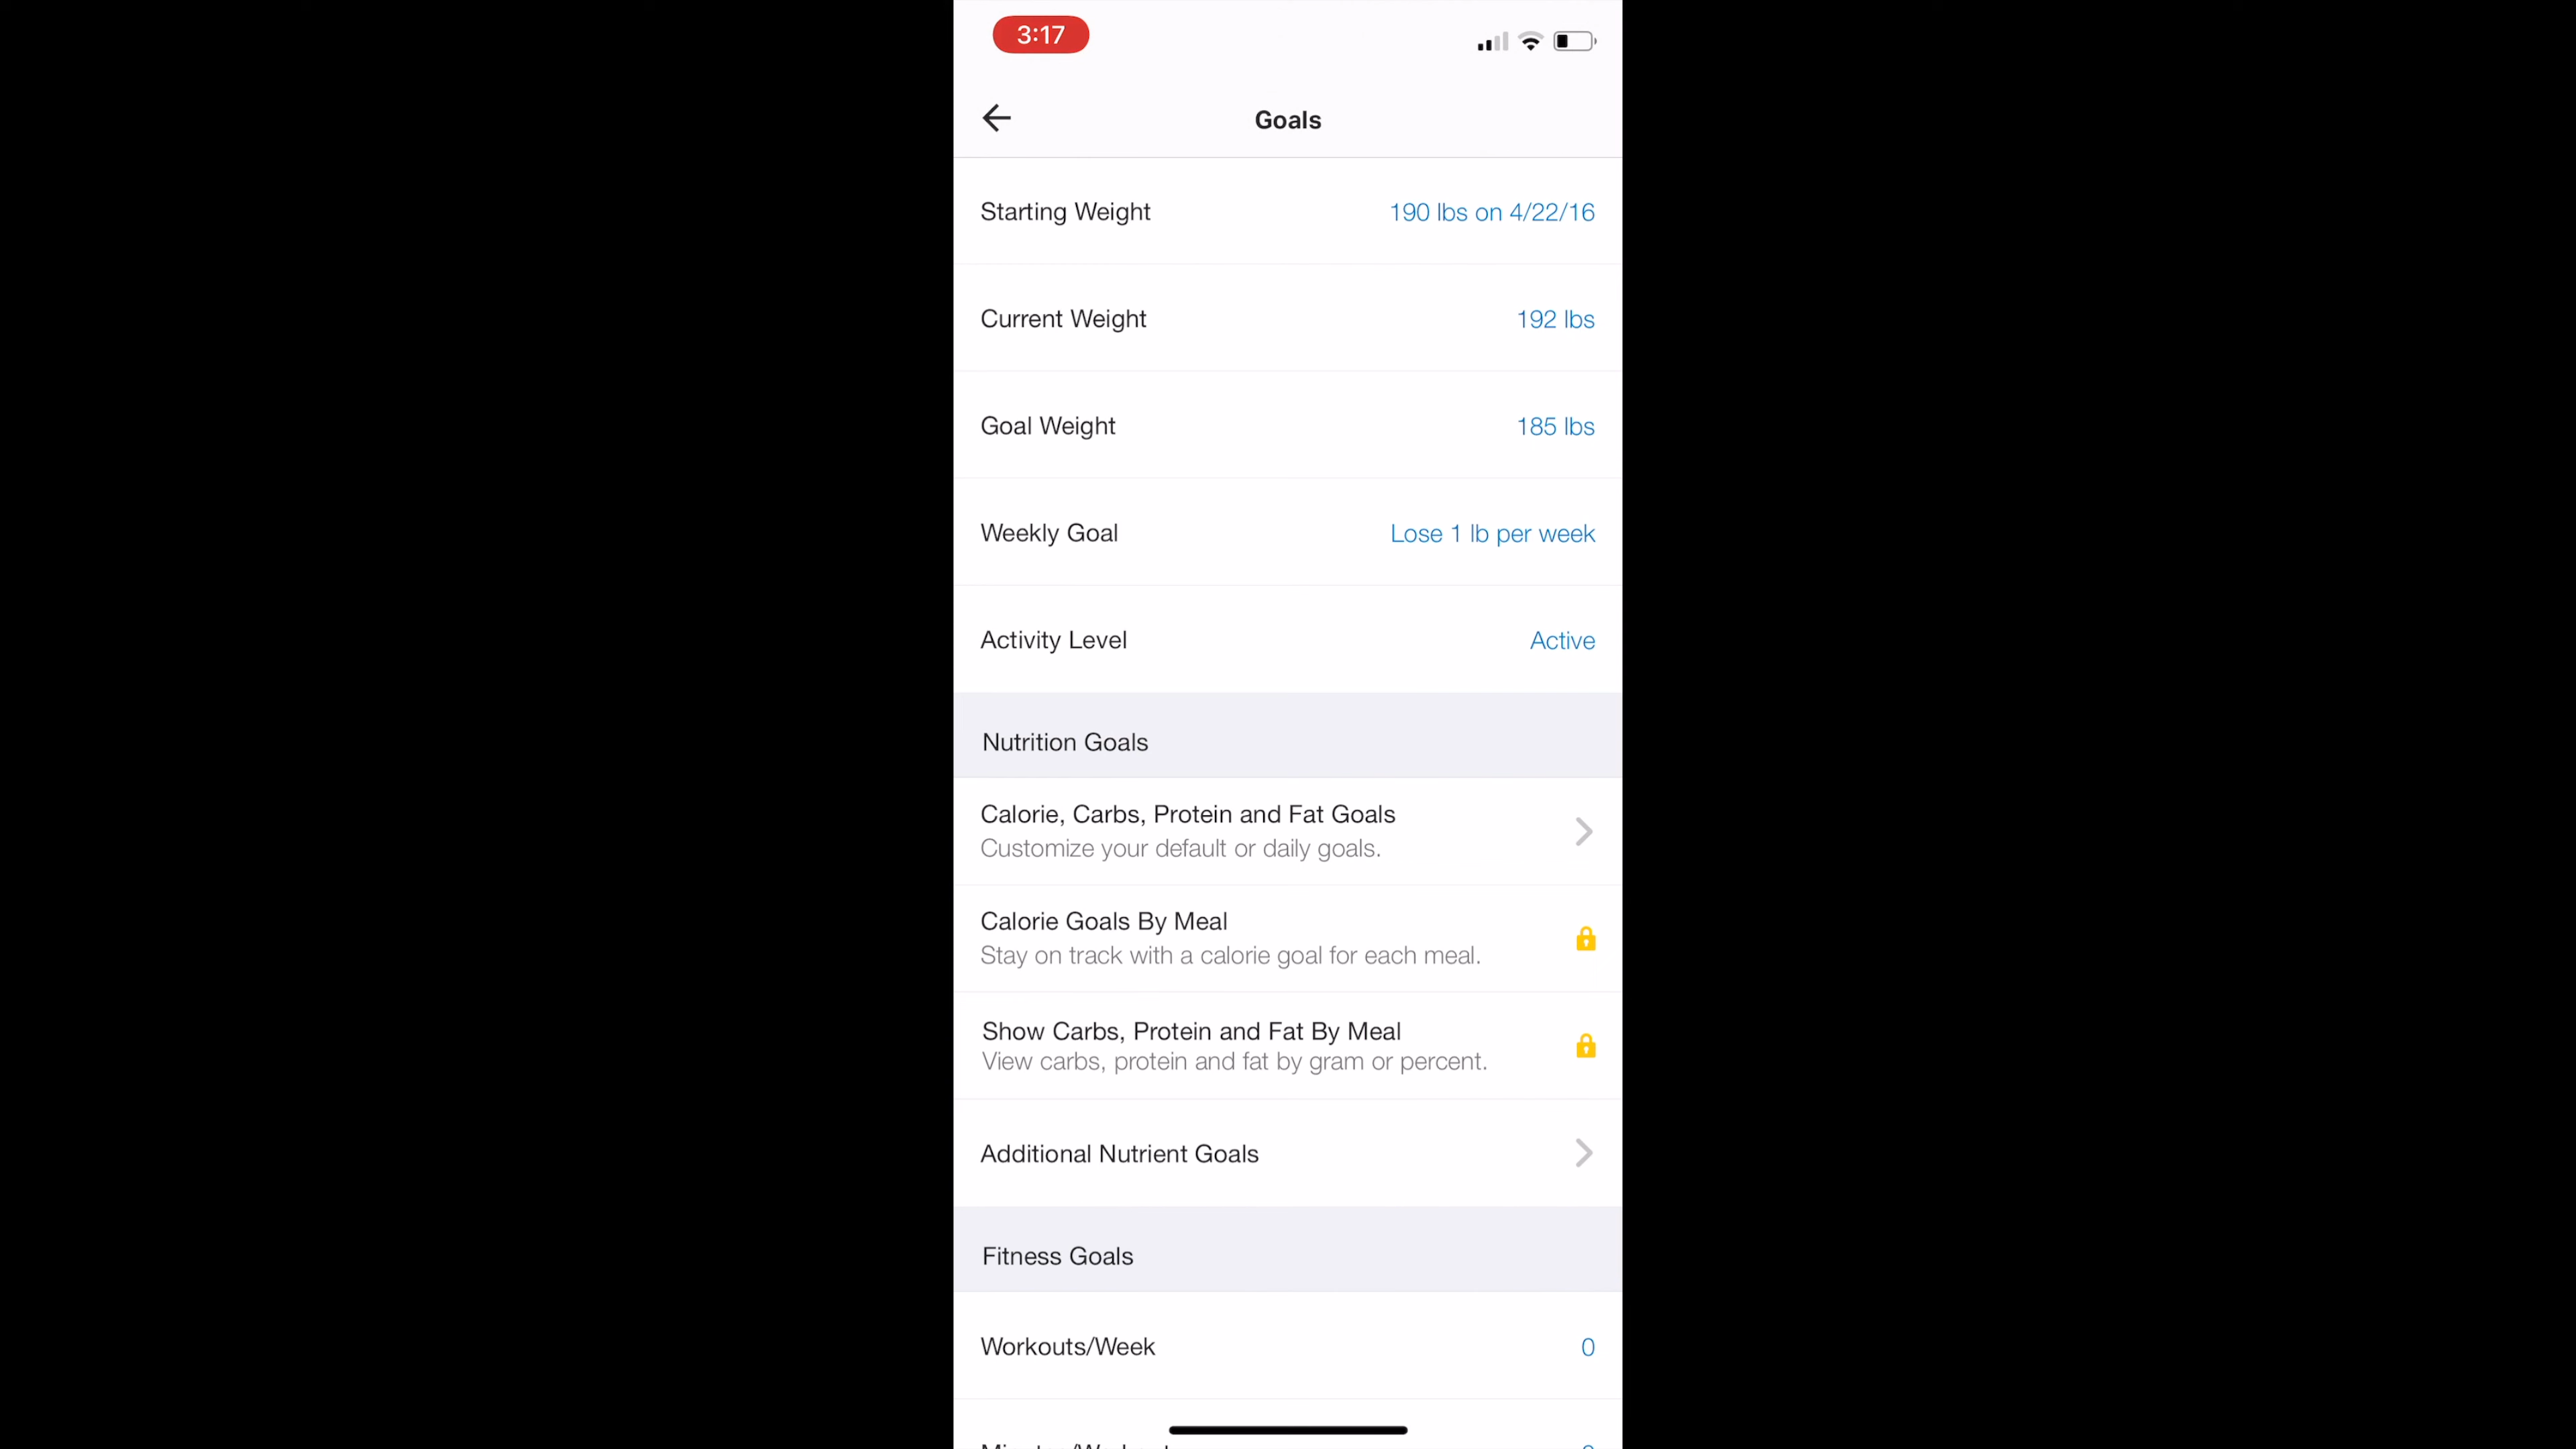 3:17
Goals
Starting Weight 190 lbs on 4/22/16
Current Weight 192 lbs
Goal Weight 185 lbs
Weekly Goal Lose 1 lb per week
Activity Level Active
Nutrition Goals
Calorie, Carbs, Protein and Fat Goals
Customize your default or daily goals.
Calorie Goals By Meal
Stay on track with a calorie goal for each meal.
Show Carbs, Protein and Fat By Meal
View carbs, protein and fat by gram or percent.
Additional Nutrient Goals
Fitness Goals
Workouts/Week 0